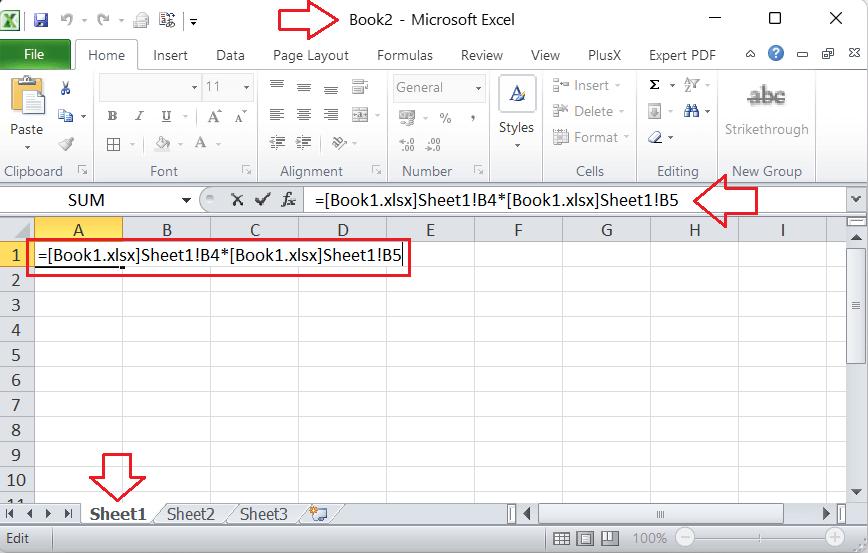 Book2 - Microsoft Excel
File Home Insert Data Page Layout Formulas Review View PlusX Expert PDF
Paste
Clipboard
11
B I U A A
A
Font
Alignment
General
% ,
.00 .00
Number
A
Styles
Insert
Delete
Format
Cells
Σ
Editing
abc
Strikethrough
New Group
SUM fx =[Book1.xlsx]Sheet1!B4*[Book1.xlsx]Sheet1!B5
A B C D E F G H I
1 =[Book1.xlsx]Sheet1!B4*[Book1.xlsx]Sheet1!B5
2
3
4
5
6
7
8
9
10
Sheet1 Sheet2 Sheet3
Edit 100%